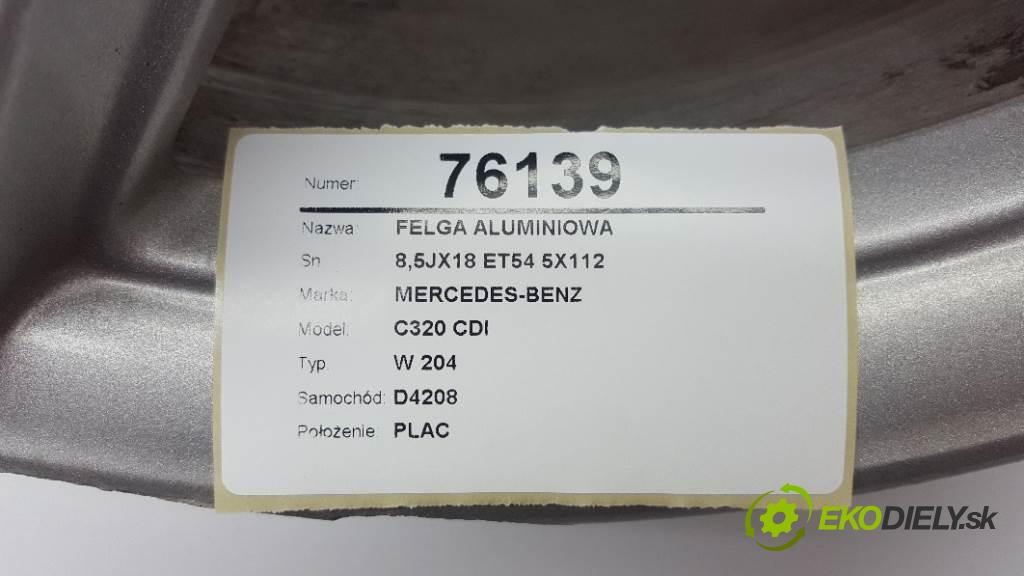 Numer: 76139
Nazwa: FELGA ALUMINIOWA
Sn 8,5JX18 ET54 5X112
Marka: MERCEDES-BENZ
Model: C320 CDI
Typ W 204
Samochód: D4208
Położenie: PLAC
EKODIELY.sk